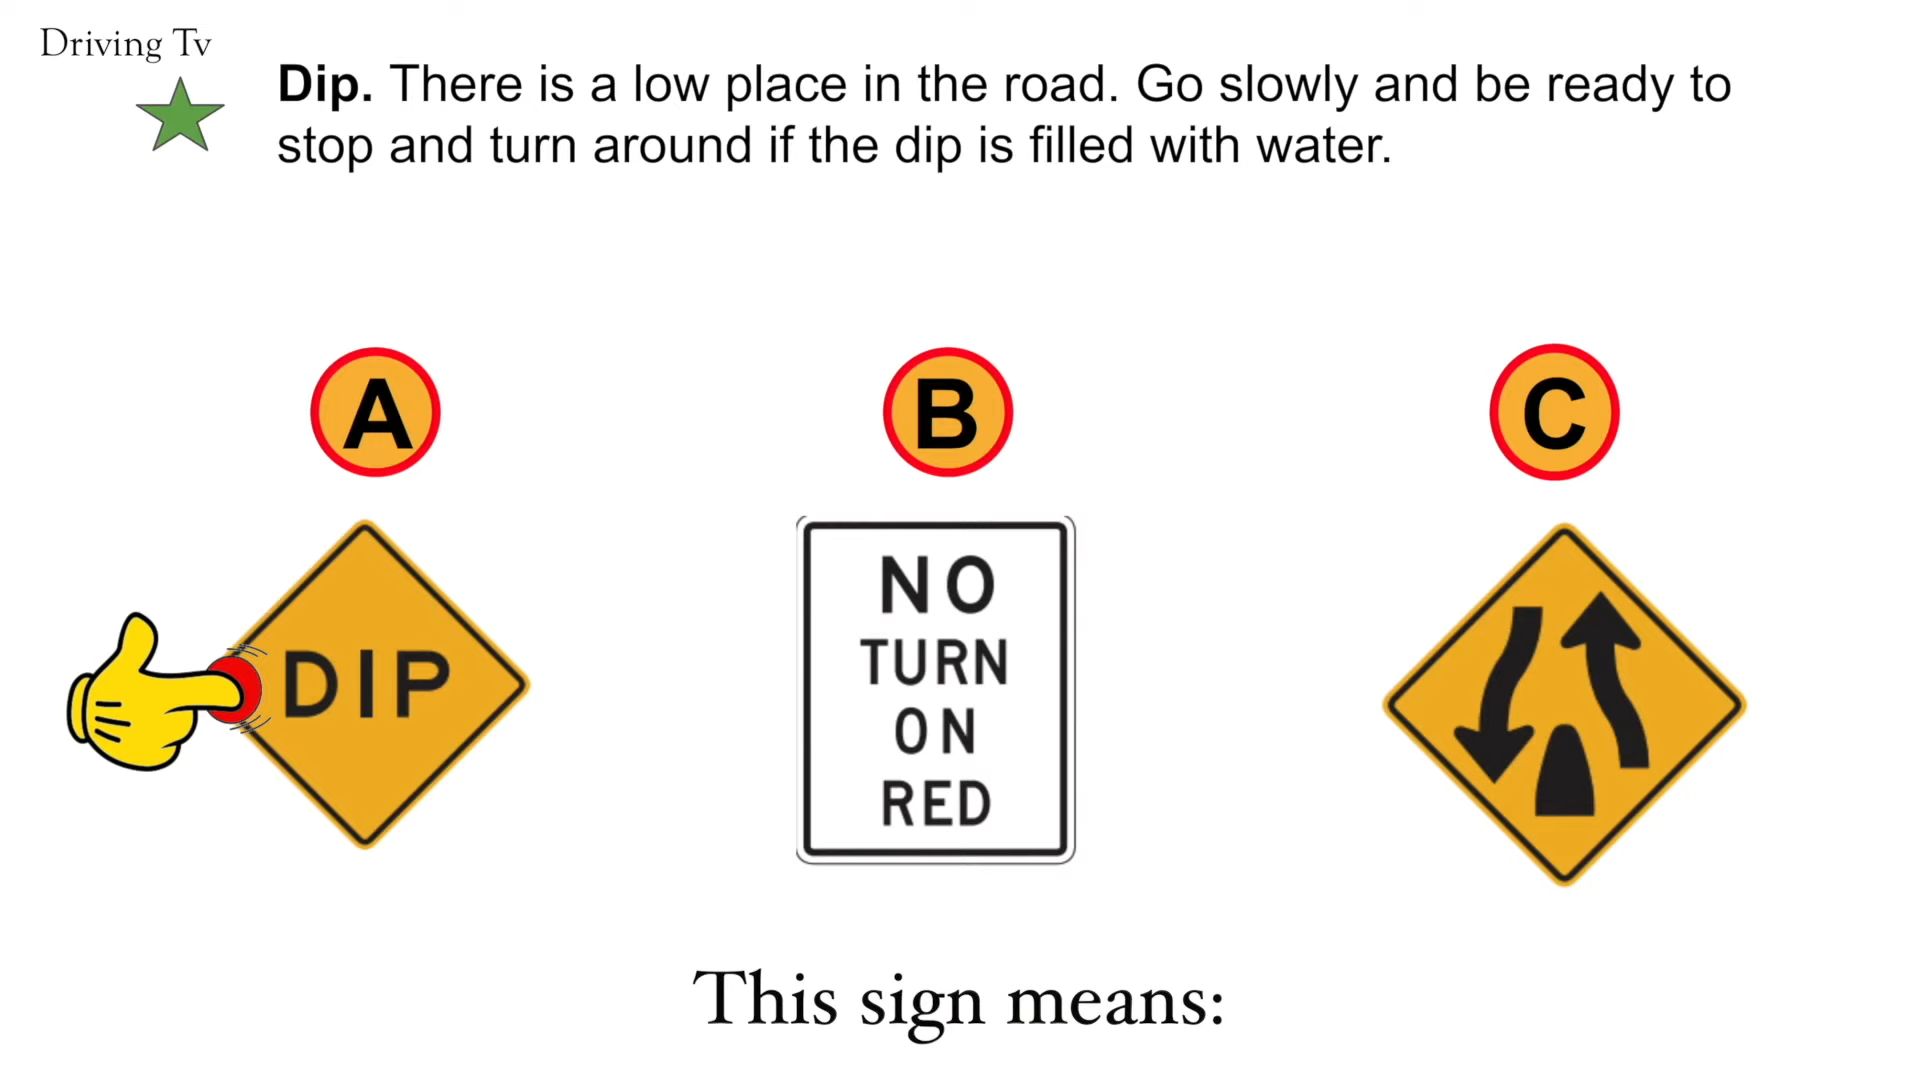 Driving Tv
Dip. There is a low place in the road. Go slowly and be ready to
stop and turn around if the dip is filled with water.
A
B
C
DIP
NO
TURN
ON
RED
This sign means: